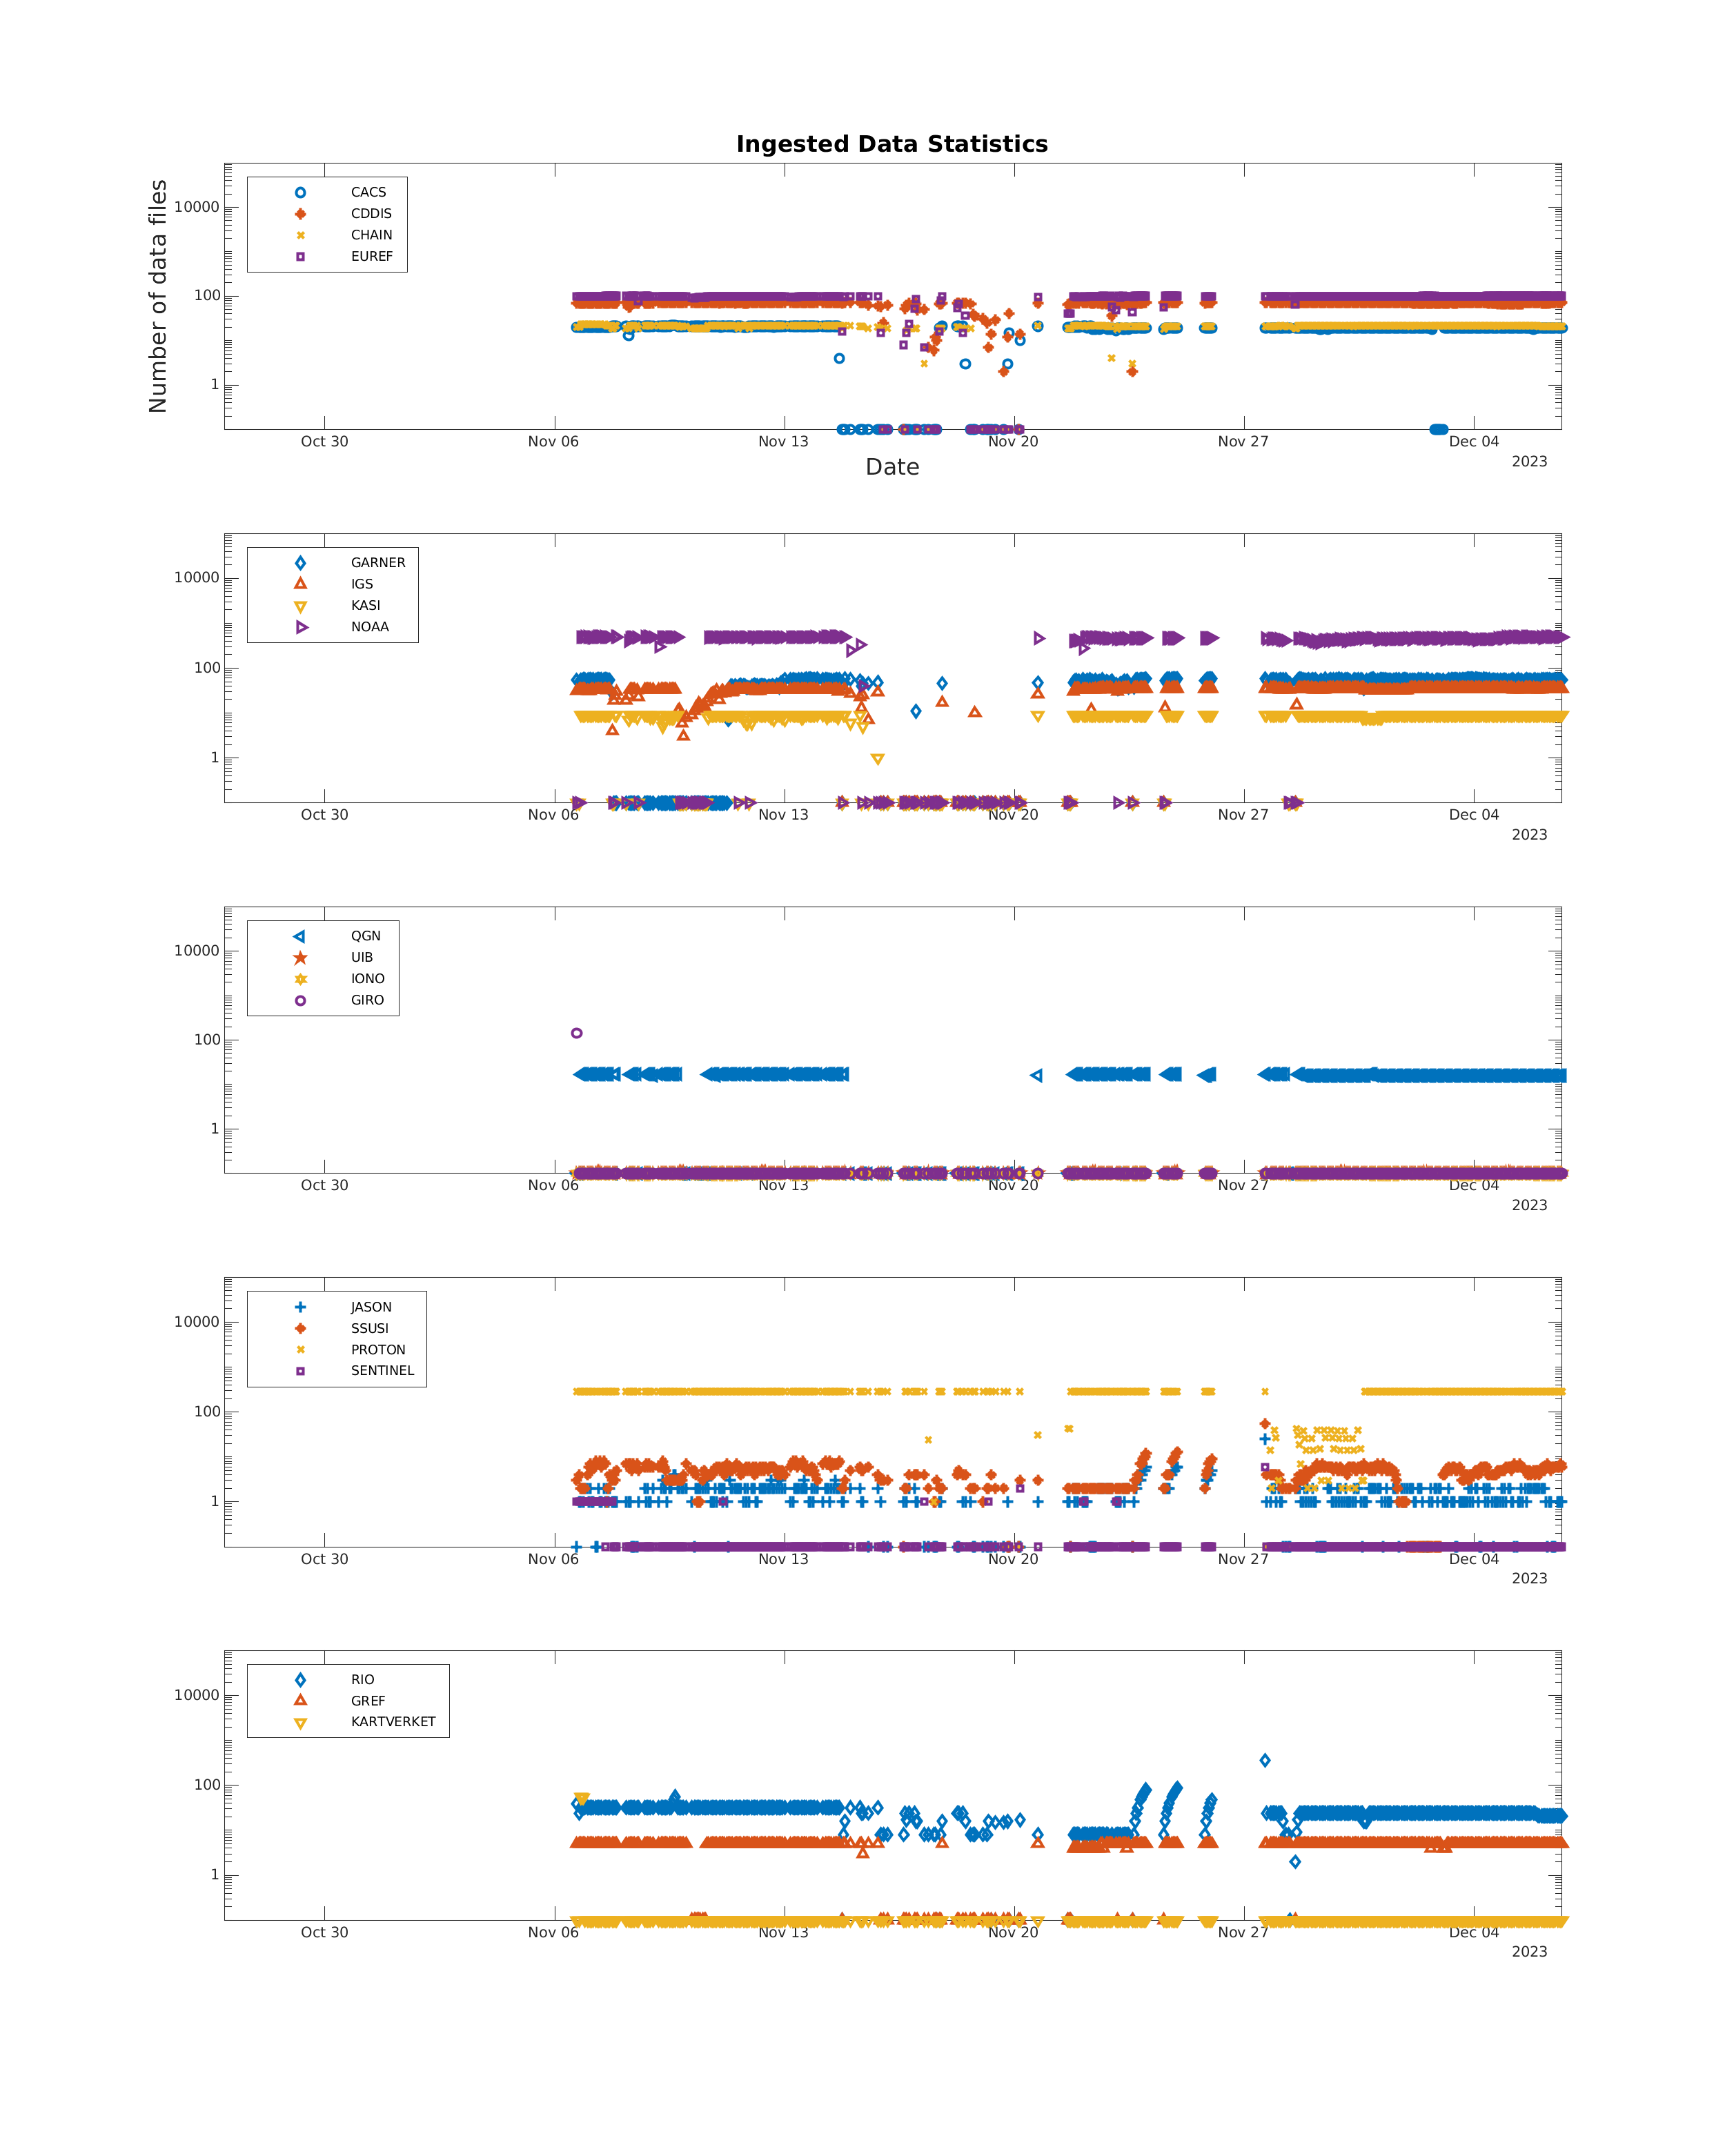 Ingested Data Statistics
Number of data files
10000
100
1
CACS
CDDIS
CHAIN
EUREF
Oct 30 Nov 06 Nov 13 Nov 20 Nov 27 Dec 04
2023
Date
10000
100
1
GARNER
IGS
KASI
NOAA
Oct 30 Nov 06 Nov 13 Nov 20 Nov 27 Dec 04
2023
10000
100
1
QGN
UIB
IONO
GIRO
Oct 30 Nov 06 Nov 13 Nov 20 Nov 27 Dec 04
2023
10000
100
1
JASON
SSUSI
PROTON
SENTINEL
Oct 30 Nov 06 Nov 13 Nov 20 Nov 27 Dec 04
2023
10000
100
1
RIO
GREF
KARTVERKET
Oct 30 Nov 06 Nov 13 Nov 20 Nov 27 Dec 04
2023